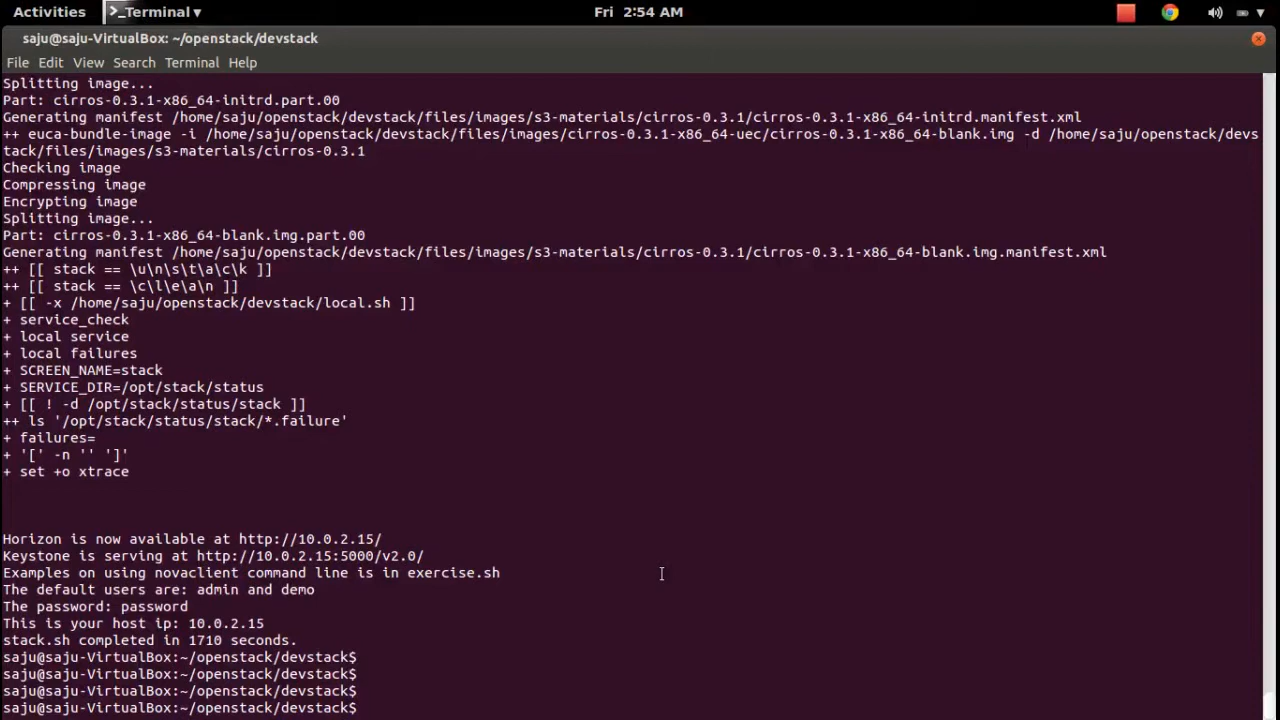 Activities
Terminal
Fri 2:54 AM
saju@saju-VirtualBox: ~/openstack/devstack
File Edit View Search Terminal Help
Splitting image...
Part: cirros-0.3.1-x86_64-initrd.part.00
Generating manifest /home/saju/openstack/devstack/files/images/s3-materials/cirros-0.3.1/cirros-0.3.1-x86_64-initrd.manifest.xml
++ euca-bundle-image -i /home/saju/openstack/devstack/files/images/cirros-0.3.1-x86_64-uec/cirros-0.3.1-x86_64-blank.img -d /home/saju/openstack/devs
tack/files/images/s3-materials/cirros-0.3.1
Checking image
Compressing image
Encrypting image
Splitting image...
Part: cirros-0.3.1-x86_64-blank.img.part.00
Generating manifest /home/saju/openstack/devstack/files/images/s3-materials/cirros-0.3.1/cirros-0.3.1-x86_64-blank.img.manifest.xml
++ [[ stack == \u\n\s\t\a\c\k ]]
++ [[ stack == \c\l\e\a\n ]]
+ [[ -x /home/saju/openstack/devstack/local.sh ]]
+ service_check
+ local service
+ local failures
+ SCREEN_NAME=stack
+ SERVICE_DIR=/opt/stack/status
+ [[ ! -d /opt/stack/status/stack ]]
++ ls '/opt/stack/status/stack/*.failure'
+ failures=
+ '[' -n '' ']'
+ set +o xtrace
Horizon is now available at http://10.0.2.15/
Keystone is serving at http://10.0.2.15:5000/v2.0/
Examples on using novaclient command line is in exercise.sh
The default users are: admin and demo
The password: password
This is your host ip: 10.0.2.15
stack.sh completed in 1710 seconds.
saju@saju-VirtualBox:~/openstack/devstack$
saju@saju-VirtualBox:~/openstack/devstack$
saju@saju-VirtualBox:~/openstack/devstack$
saju@saju-VirtualBox:~/openstack/devstack$